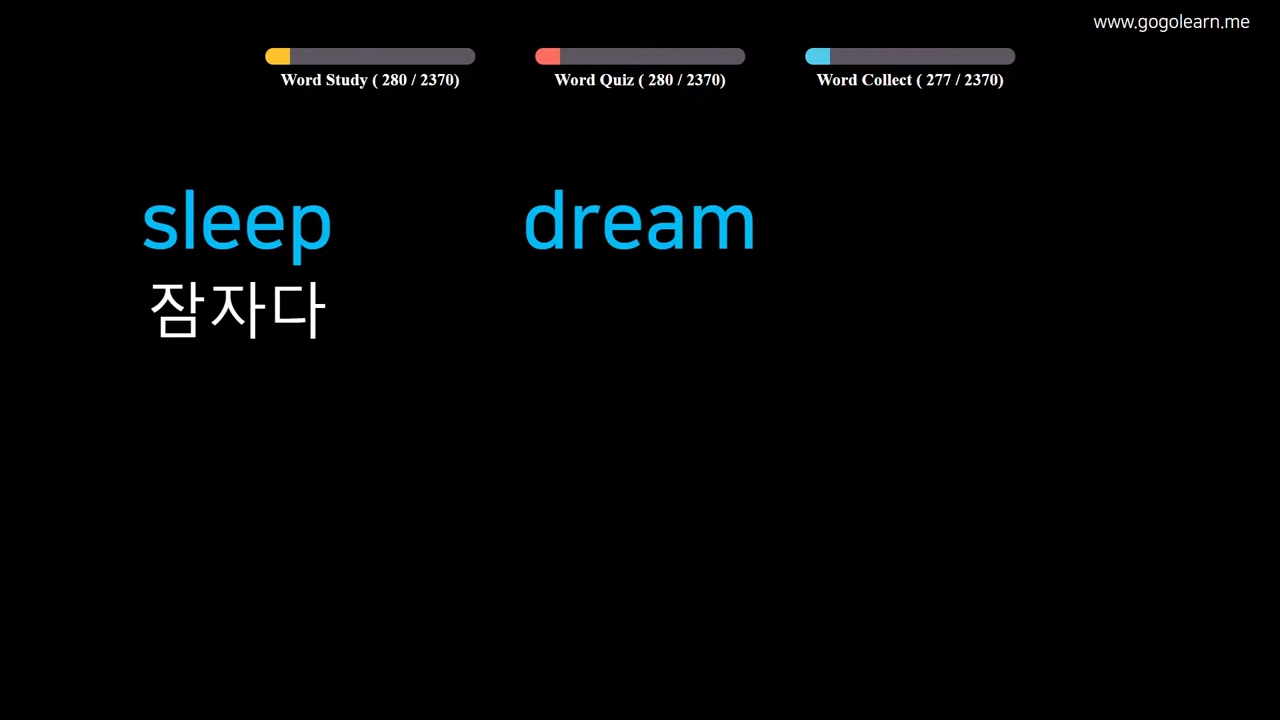 www.gogolearn.me
Word Study ( 280 / 2370)
Word Quiz ( 280 / 2370)
Word Collect ( 277 / 2370)
sleep
dream
잠자다